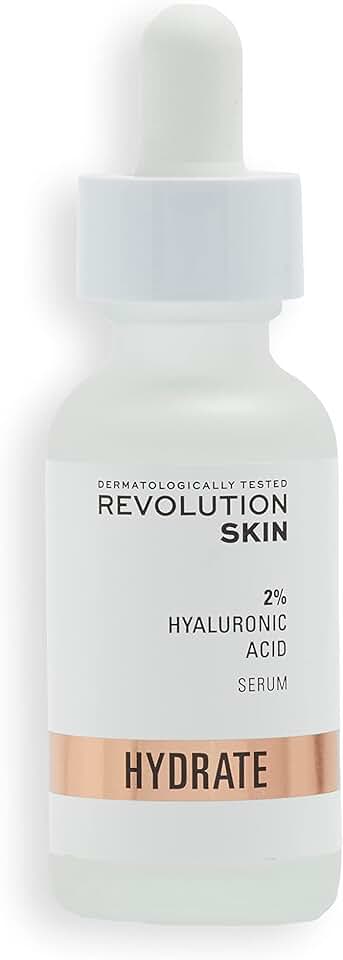 DERMATOLOGICALLY TESTED
REVOLUTION
SKIN
2%
HYALURONIC
ACID
SERUM
HYDRATE